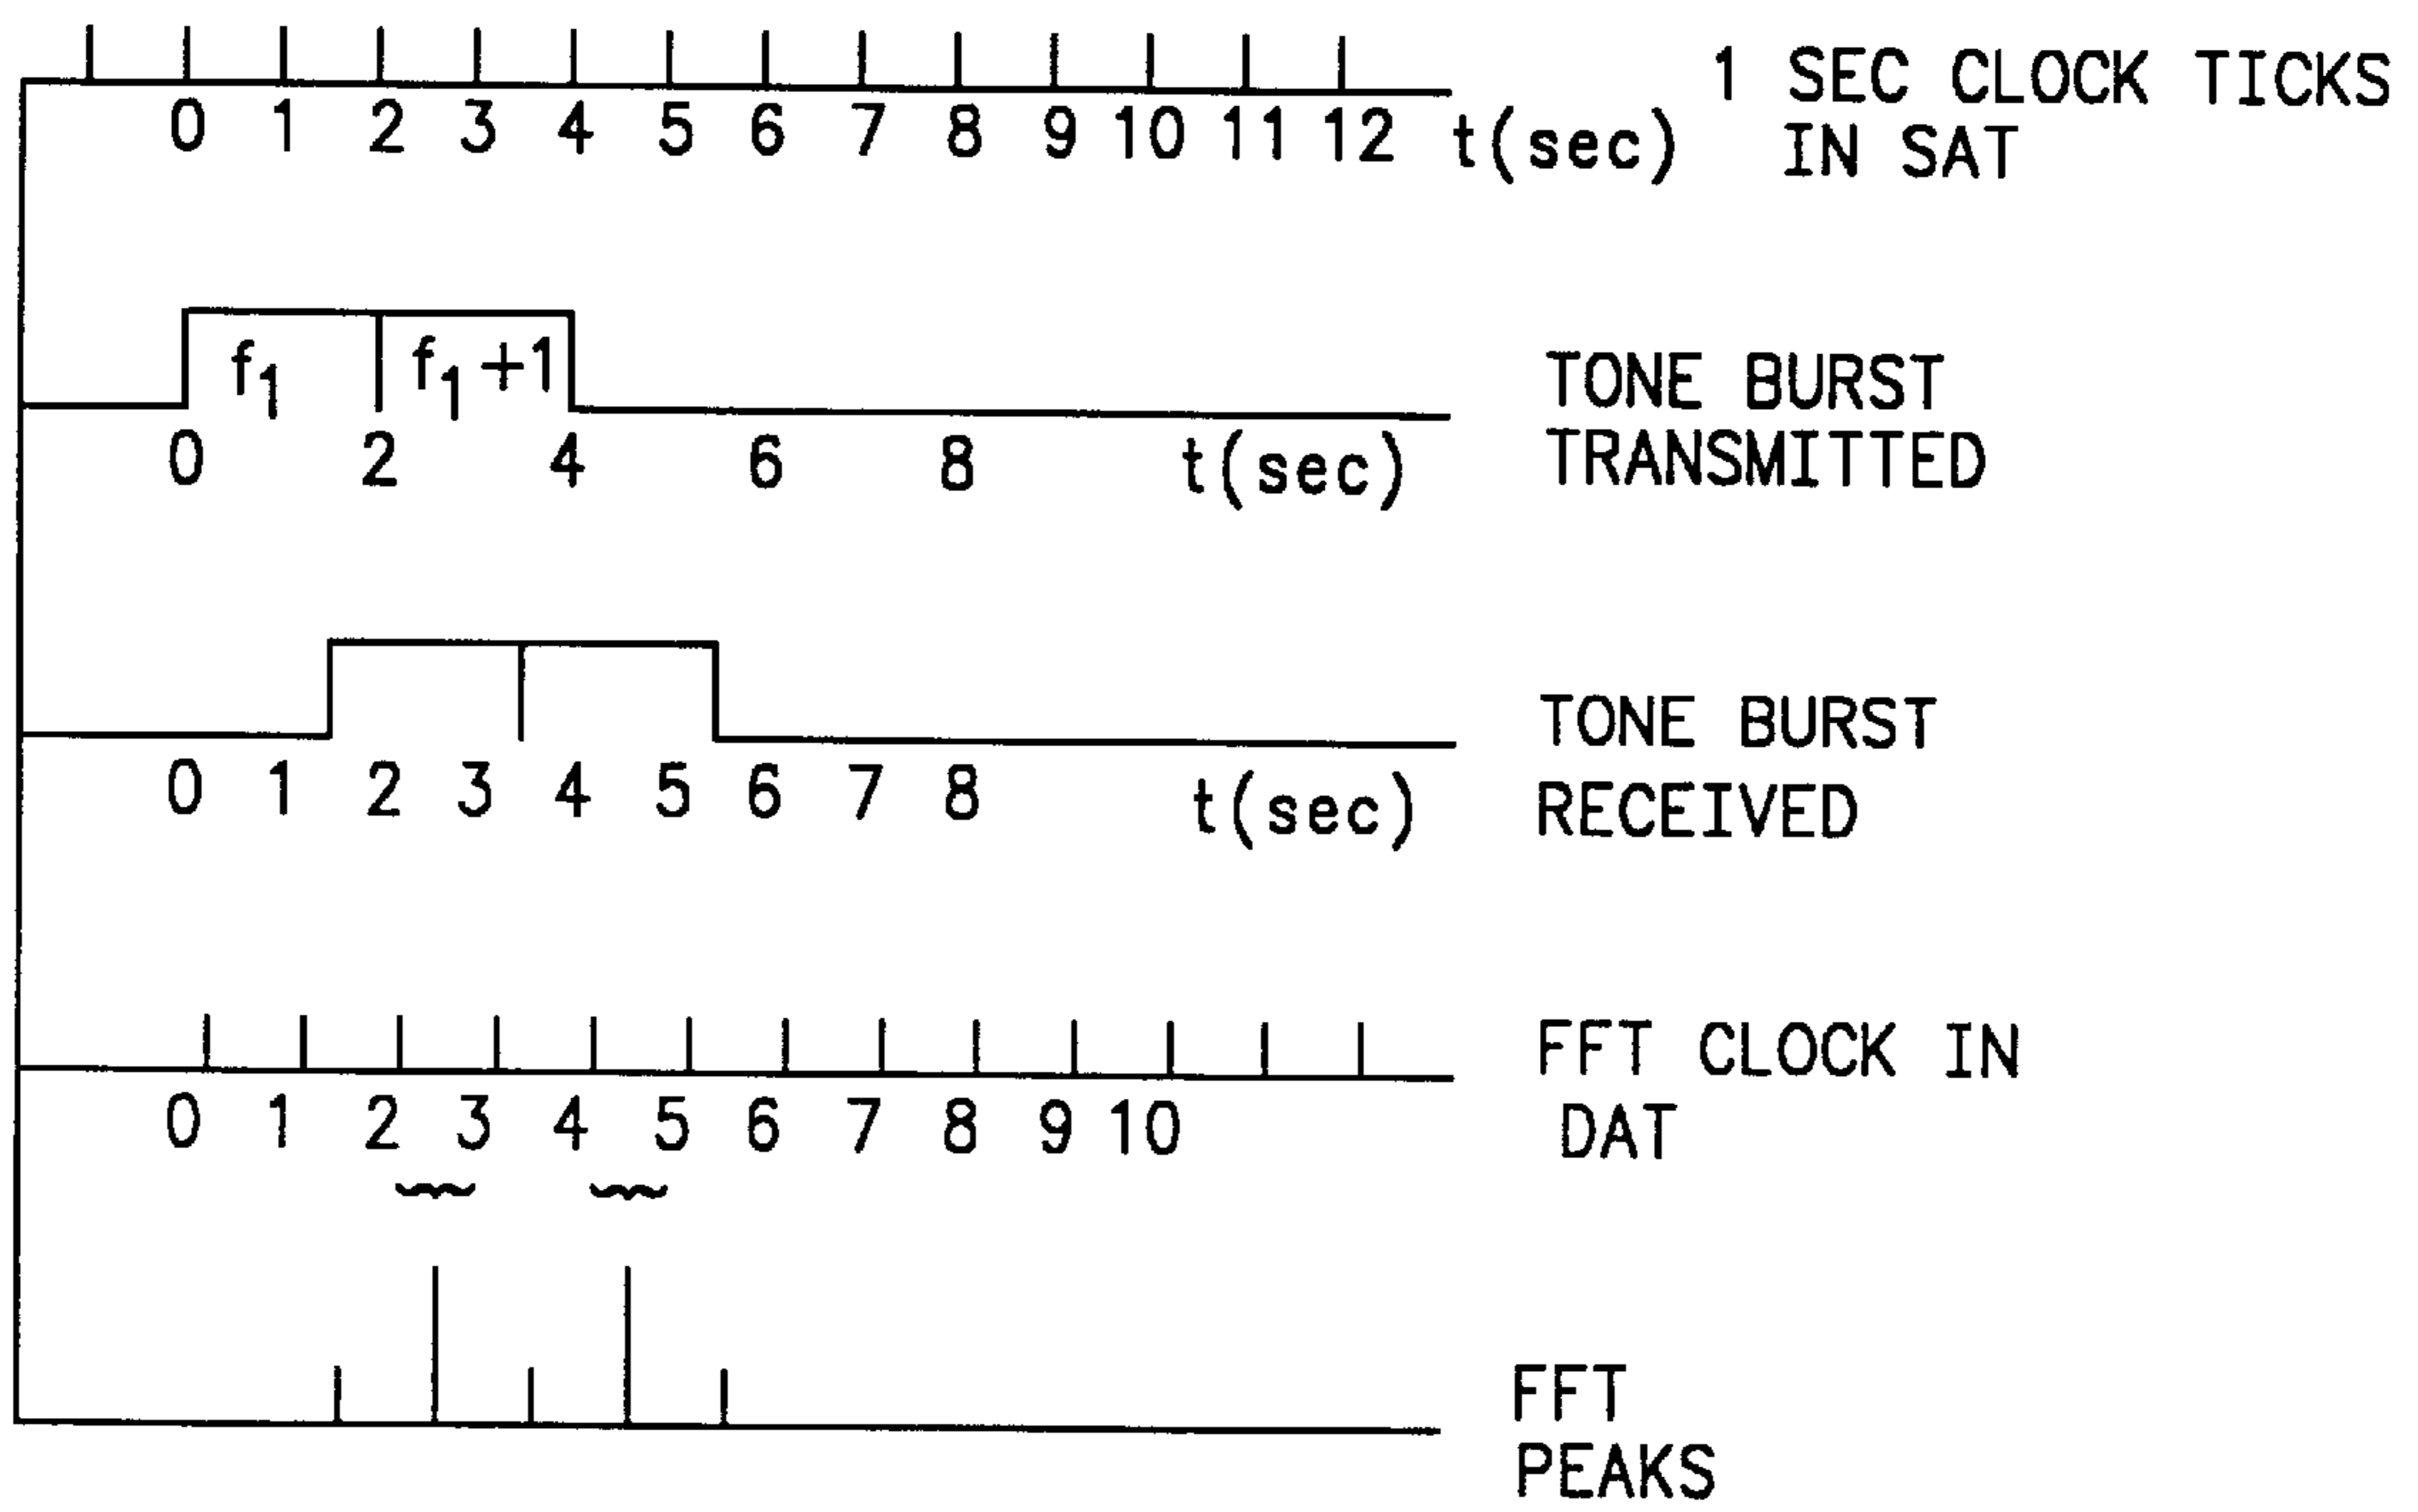 1 SEC CLOCK TICKS
IN SAT
0 1 2 3 4 5 6 7 8 9 10 11 12 t(sec)
f1 f1+1
TONE BURST
TRANSMITTED
0 2 4 6 8 t(sec)
TONE BURST
RECEIVED
0 1 2 3 4 5 6 7 8 t(sec)
FFT CLOCK IN
DAT
0 1 2 3 4 5 6 7 8 9 10
FFT
PEAKS